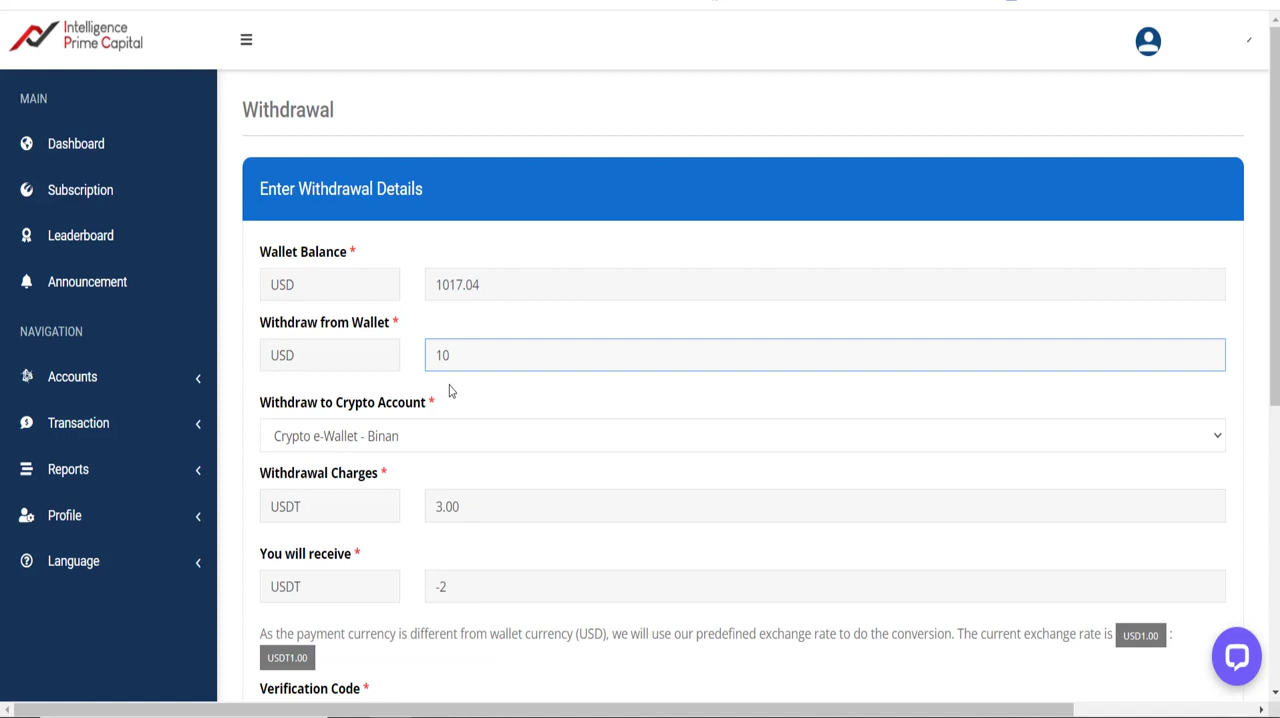 Intelligence
Prime Capital
MAIN
Dashboard
Subscription
Leaderboard
Announcement
NAVIGATION
Accounts
Transaction
Reports
Profile
Language
Withdrawal
Enter Withdrawal Details
Wallet Balance *
USD 1017.04
Withdraw from Wallet *
USD 10
Withdraw to Crypto Account *
Crypto e-Wallet - Binan
Withdrawal Charges *
USDT 3.00
You will receive *
USDT -2
As the payment currency is different from wallet currency (USD), we will use our predefined exchange rate to do the conversion. The current exchange rate is USD1.00 :
USDT1.00
Verification Code *